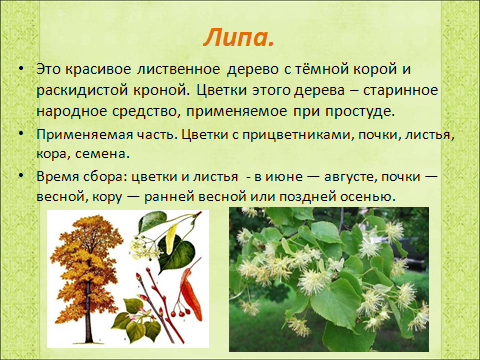 Липа.
• Это красивое лиственное дерево с тёмной корой и
раскидистой кроной. Цветки этого дерева – старинное
народное средство, применяемое при простуде.
• Применяемая часть. Цветки с прицветниками, почки, листья,
кора, семена.
• Время сбора: цветки и листья - в июне — августе, почки —
весной, кору — ранней весной или поздней осенью.